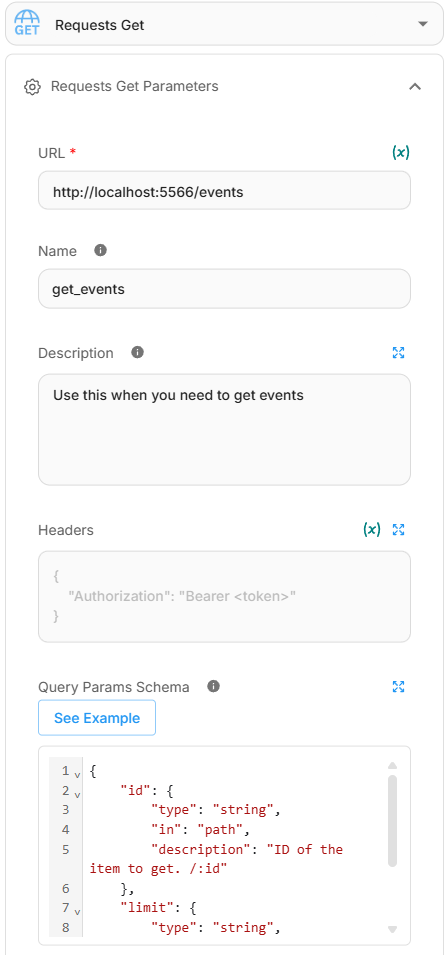 GET
Requests Get
Requests Get Parameters
URL *
(x)
http://localhost:5566/events
Name
get_events
Description
Use this when you need to get events
Headers
(x)
{
"Authorization": "Bearer <token>"
}
Query Params Schema
See Example
1 {
2 "id": {
3 "type": "string",
4 "in": "path",
5 "description": "ID of the
item to get. /:id"
6 },
7 "limit": {
8 "type": "string",